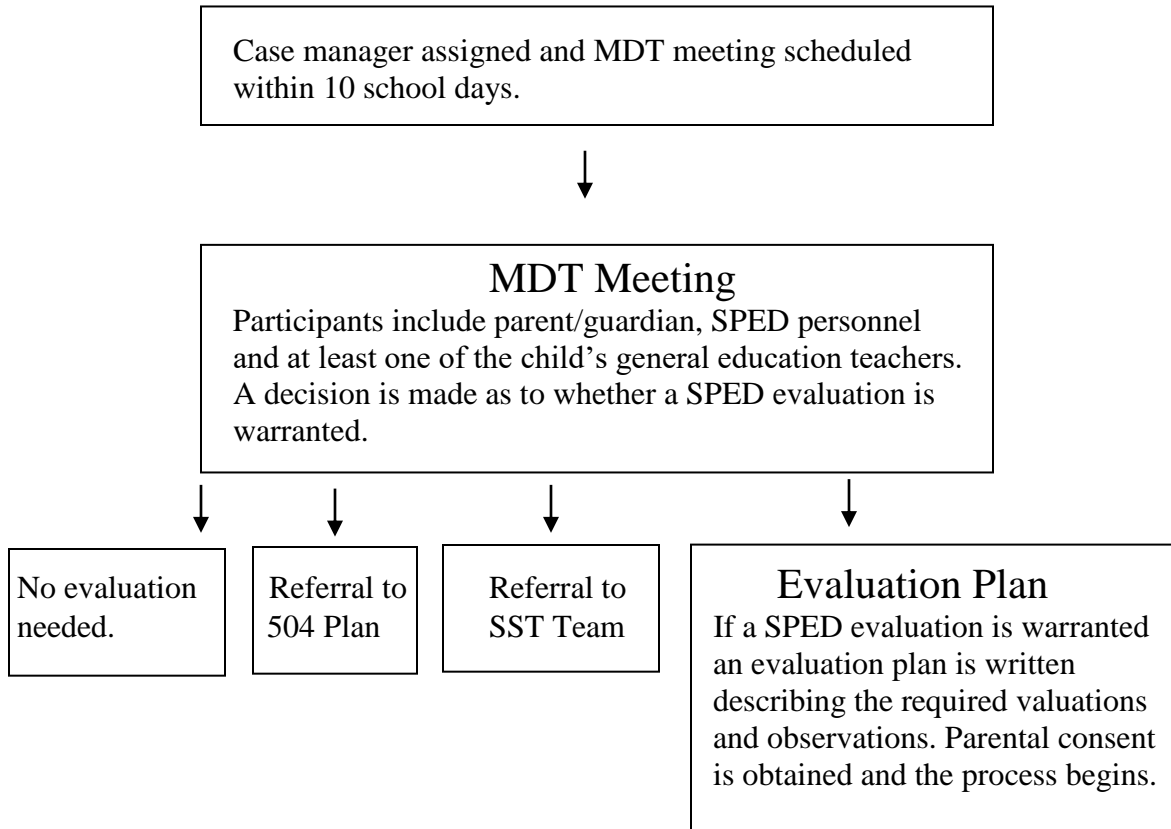 Case manager assigned and MDT meeting scheduled
within 10 school days.
MDT Meeting
Participants include parent/guardian, SPED personnel
and at least one of the child’s general education teachers.
A decision is made as to whether a SPED evaluation is
warranted.
No evaluation
needed.
Referral to
504 Plan
Referral to
SST Team
Evaluation Plan
If a SPED evaluation is warranted
an evaluation plan is written
describing the required valuations
and observations. Parental consent
is obtained and the process begins.